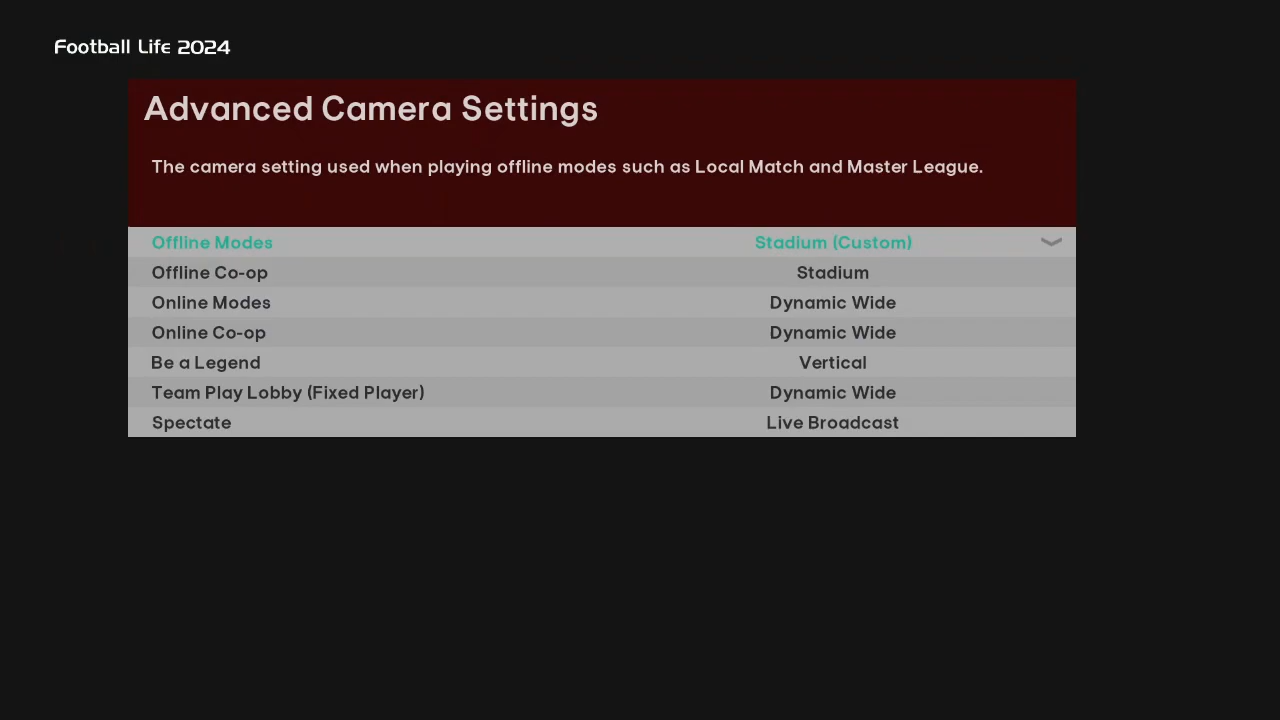 Football Life 2024
Advanced Camera Settings
The camera setting used when playing offline modes such as Local Match and Master League.
Offline Modes Stadium (Custom)
Offline Co-op Stadium
Online Modes Dynamic Wide
Online Co-op Dynamic Wide
Be a Legend Vertical
Team Play Lobby (Fixed Player) Dynamic Wide
Spectate Live Broadcast